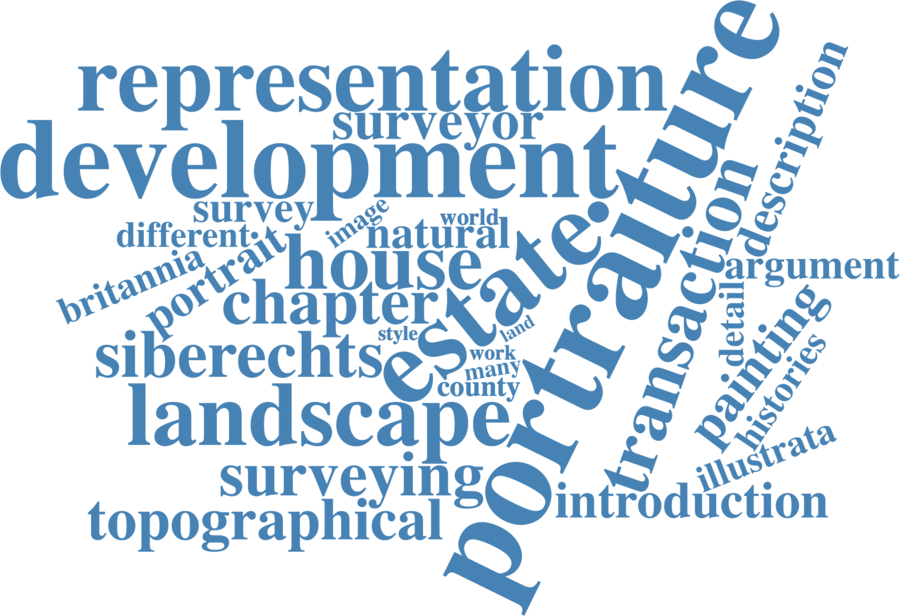 representation
surveyor
development
portraiture
description
survey
image
world
different
natural
estate.
transaction
britannia
portrait
house
argument
chapter
details
siberechts
style
land
work
many
county
painting
histories
landscape
illustrata
surveying
introduction
topographical